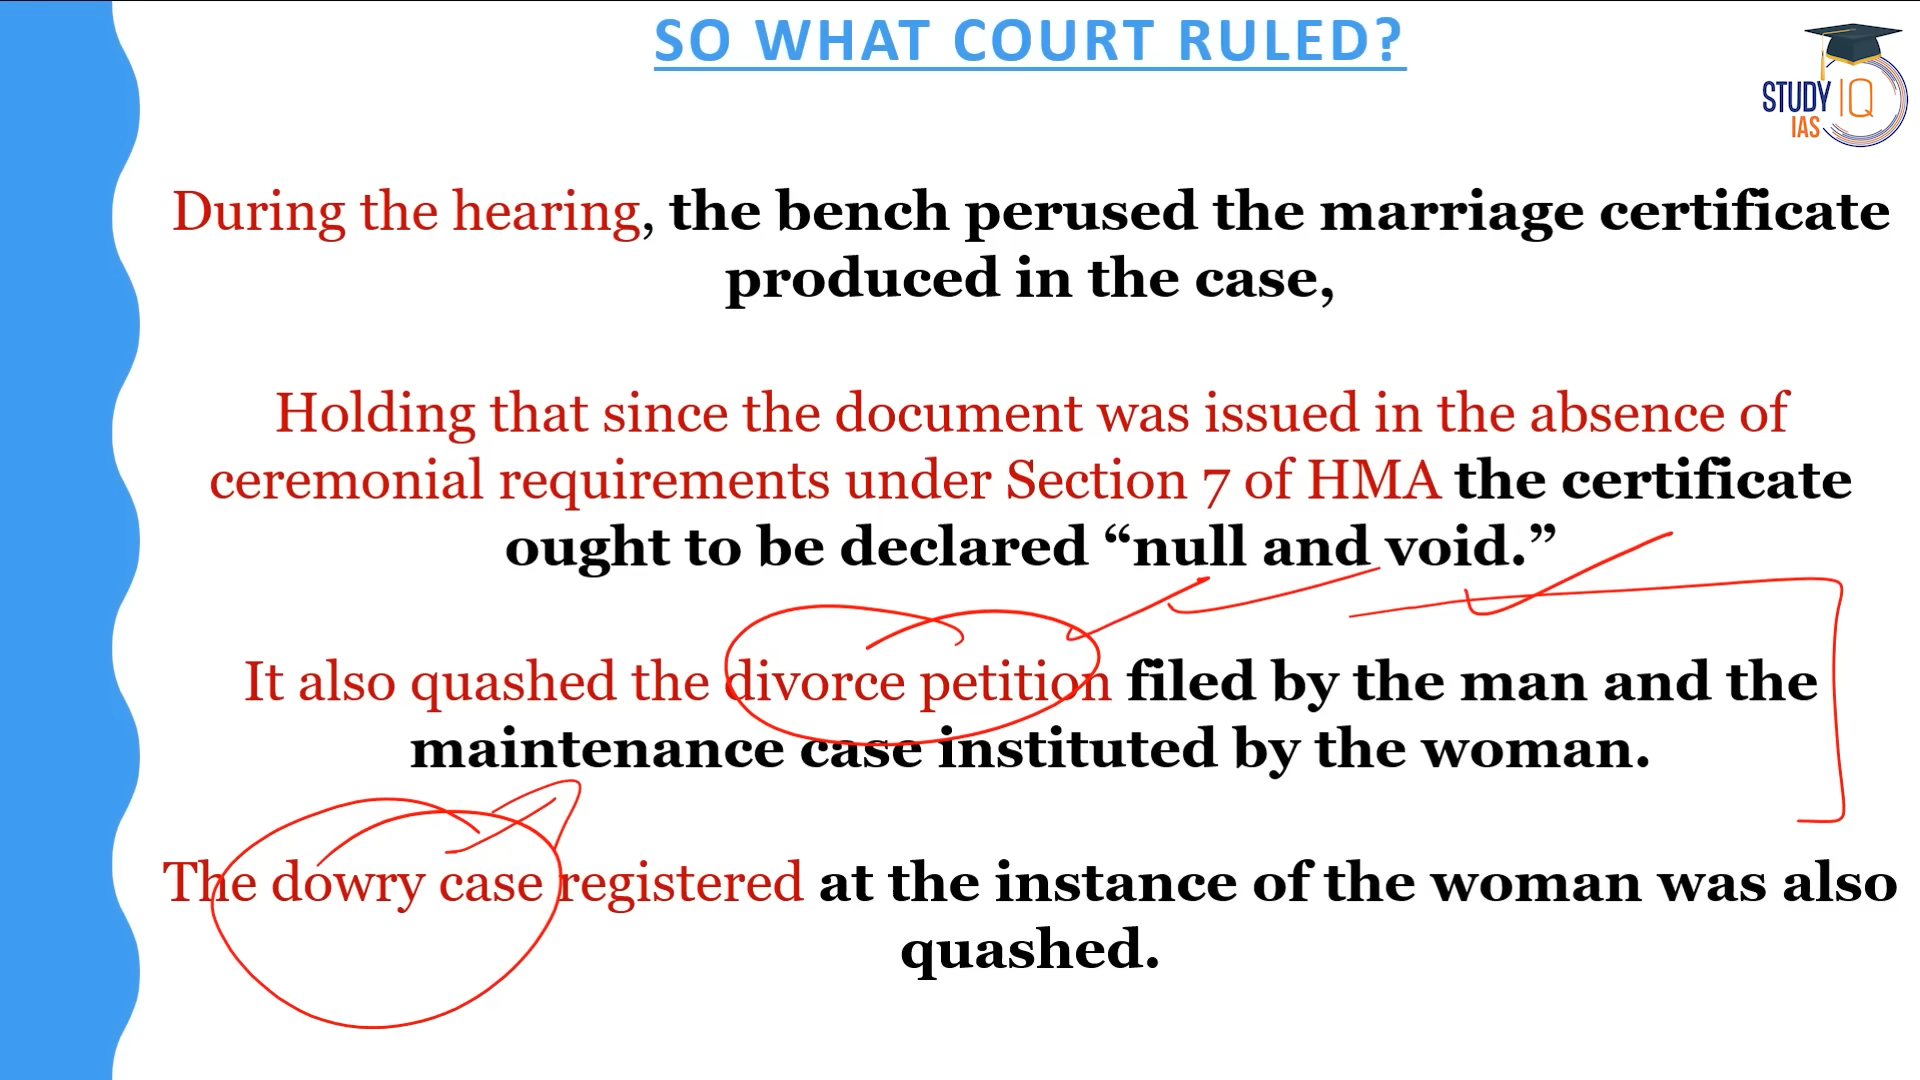 SO WHAT COURT RULED?
STUDY IQ
IAS
During the hearing, the bench perused the marriage certificate
produced in the case,
Holding that since the document was issued in the absence of
ceremonial requirements under Section 7 of HMA the certificate
ought to be declared “null and void.”
It also quashed the divorce petition filed by the man and the
maintenance case instituted by the woman.
The dowry case registered at the instance of the woman was also
quashed.